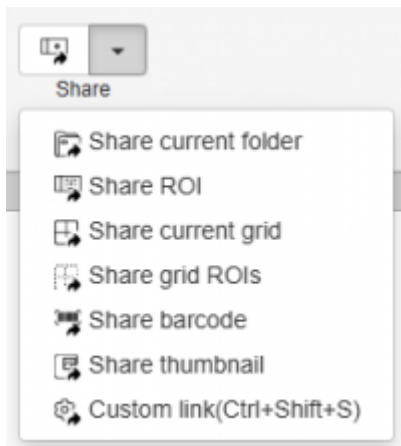 Share
Share current folder
Share ROI
Share current grid
Share grid ROIs
Share barcode
Share thumbnail
Custom link(Ctrl+Shift+S)